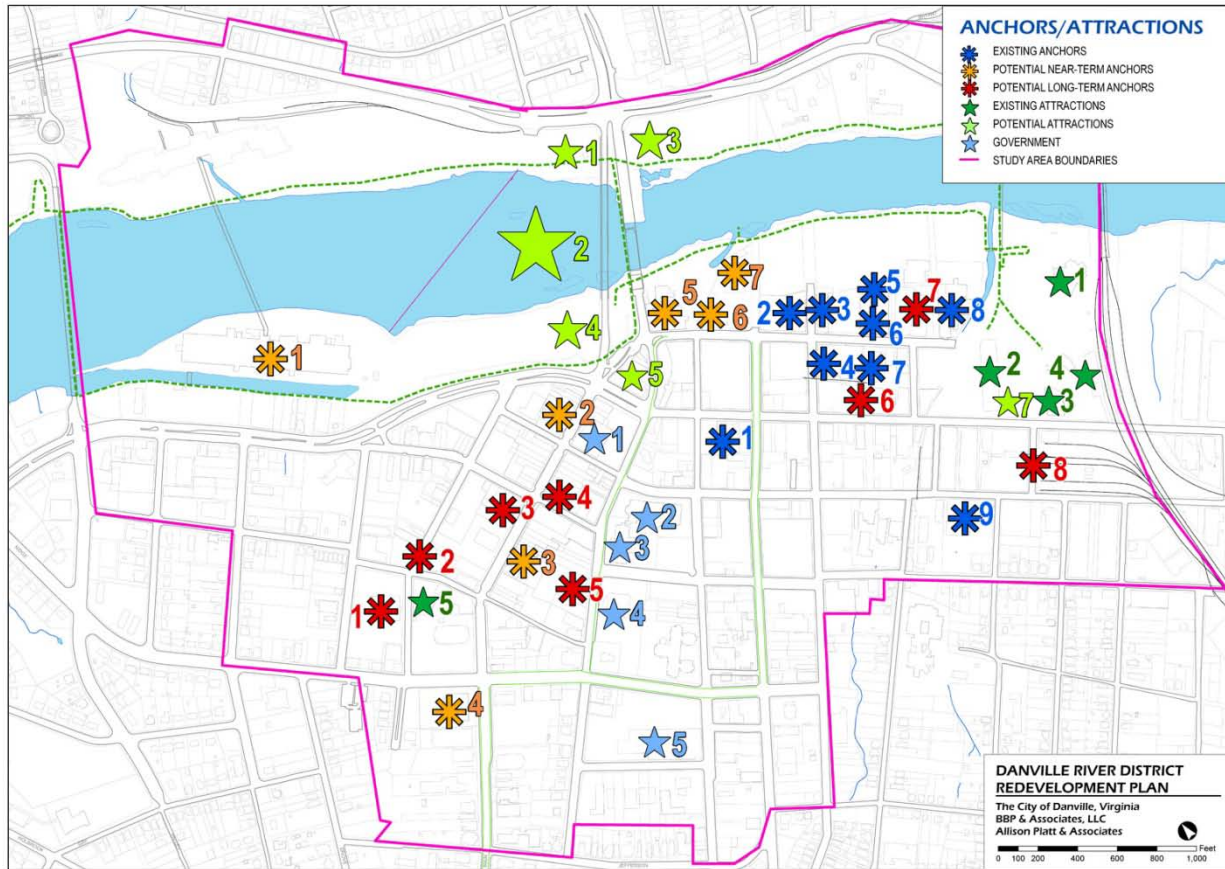 ANCHORS/ATTRACTIONS
EXISTING ANCHORS
POTENTIAL NEAR-TERM ANCHORS
POTENTIAL LONG-TERM ANCHORS
EXISTING ATTRACTIONS
POTENTIAL ATTRACTIONS
GOVERNMENT
STUDY AREA BOUNDARIES
1
3
2
4
5
1
7
5
6
2
3
5
6
7
8
1
4
7
6
2
4
7
3
1
2
1
8
9
3
4
2
2
3
3
5
4
1
5
4
5
DANVILLE RIVER DISTRICT
REDEVELOPMENT PLAN
The City of Danville, Virginia
BBP & Associates, LLC
Allison Platt & Associates
Feet
0 100 200 400 600 800 1,000